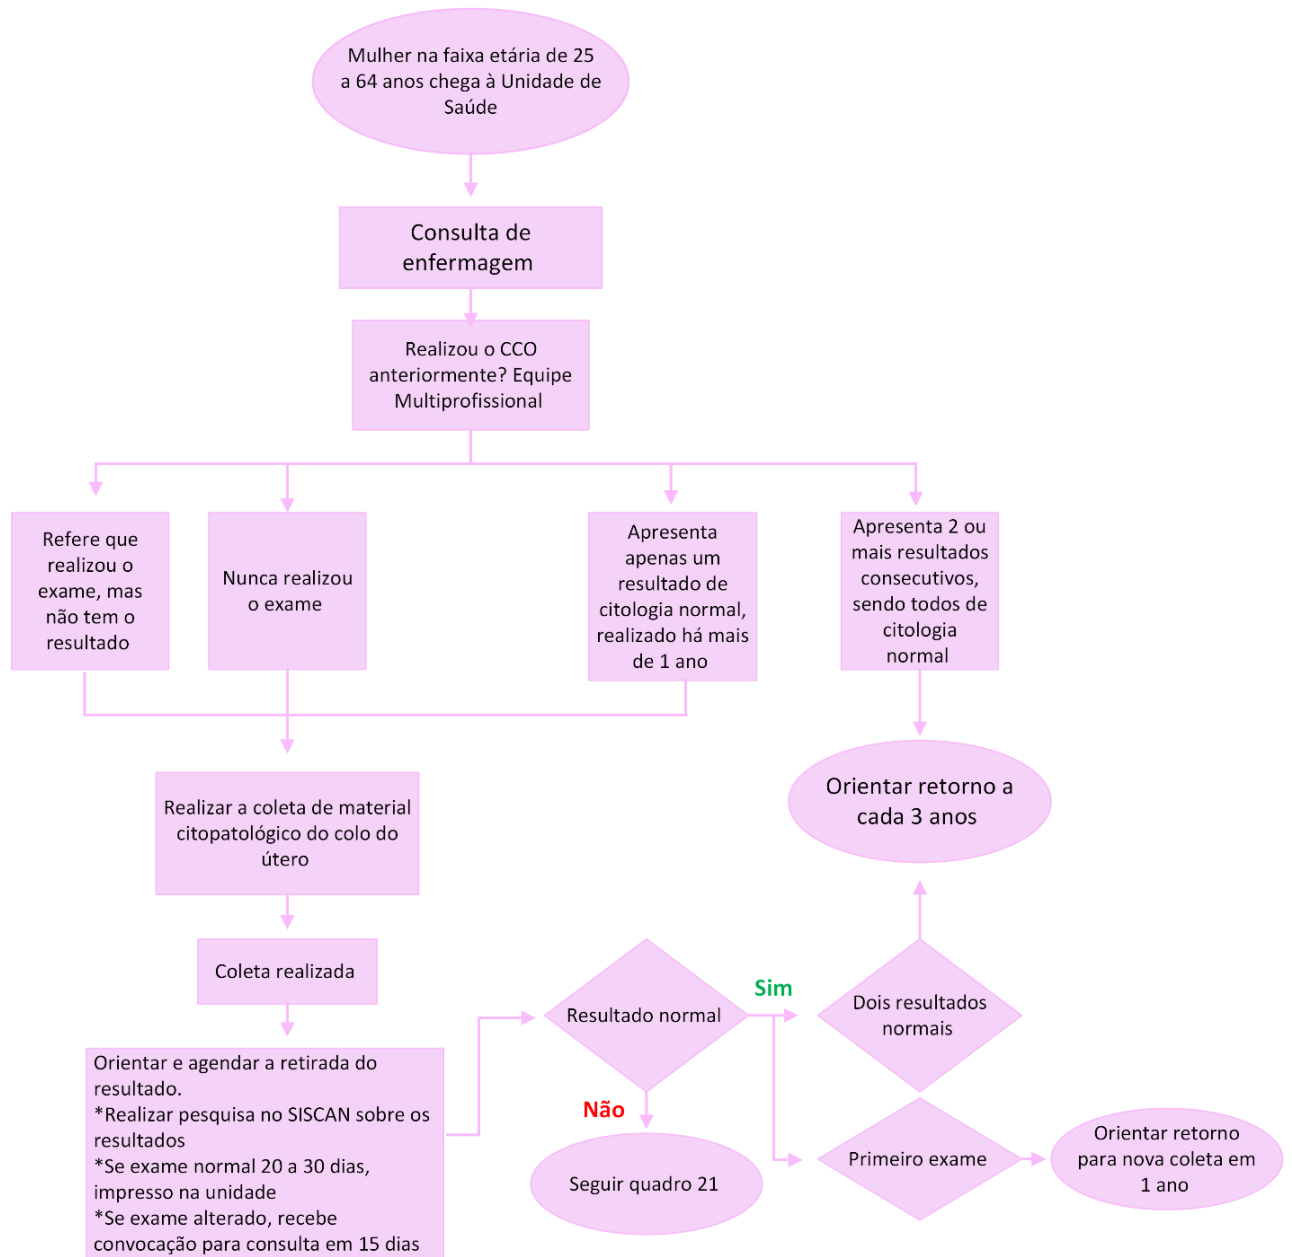 Mulher na faixa etária de 25
a 64 anos chega à Unidade de
Saúde
Consulta de
enfermagem
Realizou o CCO
anteriormente? Equipe
Multiprofissional
Refere que
realizou o
exame, mas
não tem o
resultado
Nunca realizou
o exame
Apresenta
apenas um
resultado de
citologia normal,
realizado há mais
de 1 ano
Apresenta 2 ou
mais resultados
consecutivos,
sendo todos de
citologia
normal
Realizar a coleta de material
citopatológico do colo do
útero
Orientar retorno a
cada 3 anos
Coleta realizada
Orientar e agendar a retirada do
resultado.
*Realizar pesquisa no SISCAN sobre os
resultados
*Se exame normal 20 a 30 dias,
impresso na unidade
*Se exame alterado, recebe
convocação para consulta em 15 dias
Resultado normal
Sim
Não
Seguir quadro 21
Dois resultados
normais
Primeiro exame
Orientar retorno
para nova coleta em
1 ano